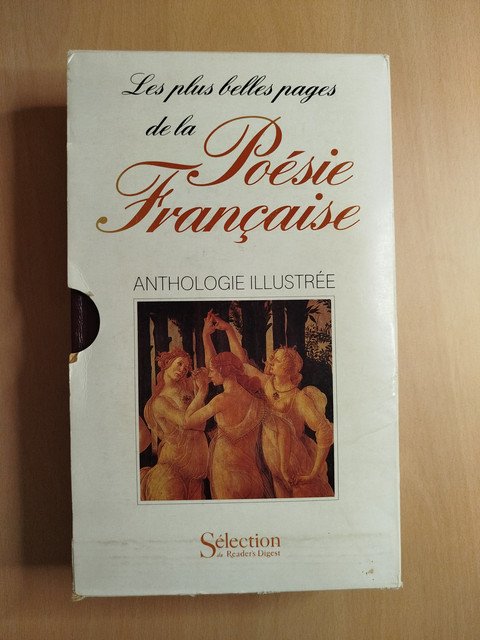 Les plus belles pages
de la Poésie
Française
ANTHOLOGIE ILLUSTRÉE
Sélection
du Reader's Digest